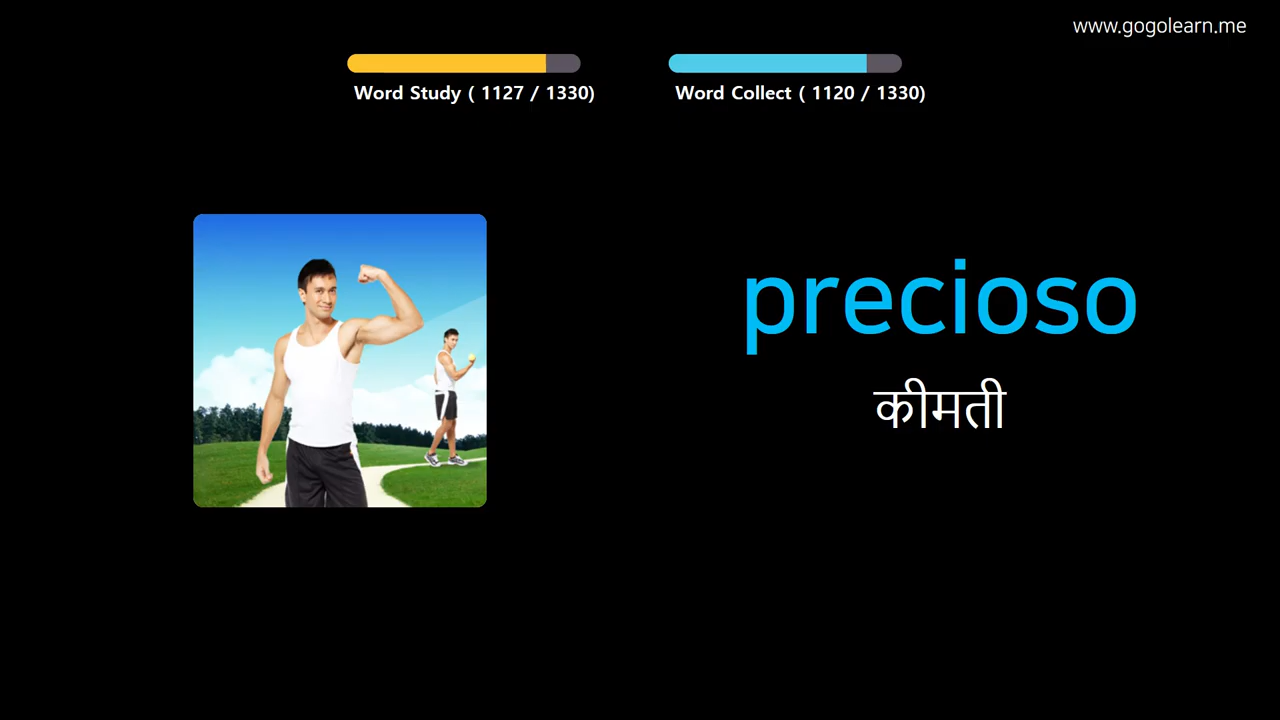 www.gogolearn.me
Word Study ( 1127 / 1330)
Word Collect ( 1120 / 1330)
precioso
कीमती